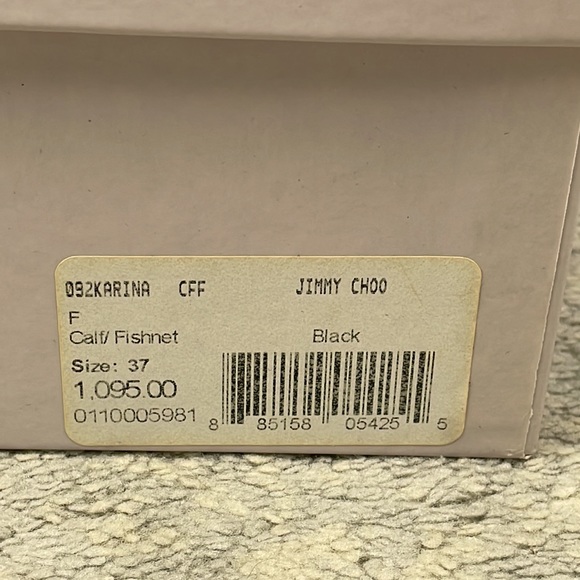 092KARINA CFF JIMMY CHOO
F
Calf/ Fishnet Black
Size: 37
1,095.00
0110005981
8 85158 05425 5